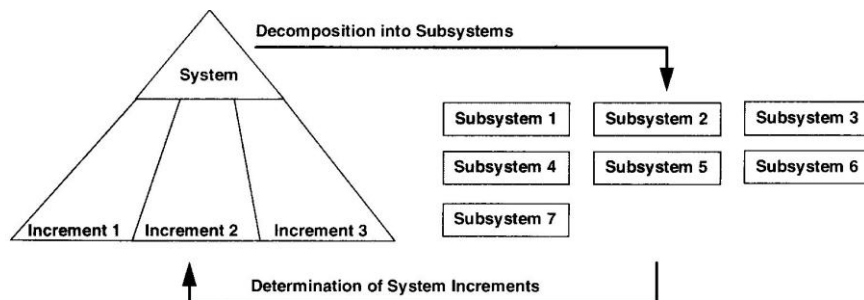 Decomposition into Subsystems
System
Subsystem 1 Subsystem 2 Subsystem 3
Subsystem 4 Subsystem 5 Subsystem 6
Subsystem 7
Increment 1 Increment 2 Increment 3
Determination of System Increments